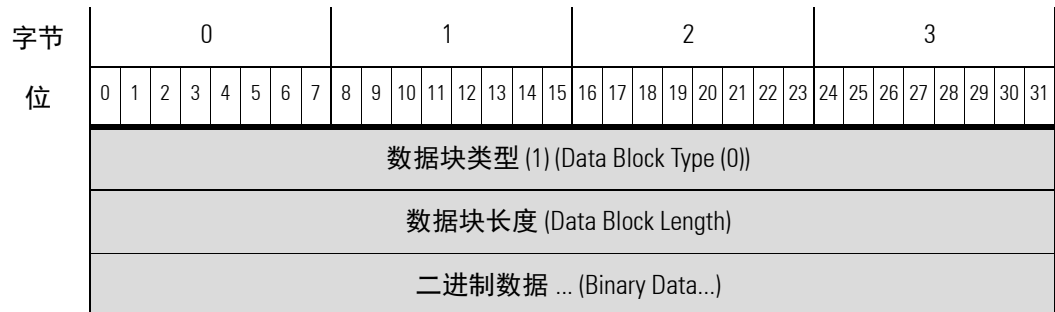 字节 0 1 2 3
位 0 1 2 3 4 5 6 7 8 9 10 11 12 13 14 15 16 17 18 19 20 21 22 23 24 25 26 27 28 29 30 31
数据块类型 (1) (Data Block Type (0))
数据块长度 (Data Block Length)
二进制数据 ... (Binary Data...)